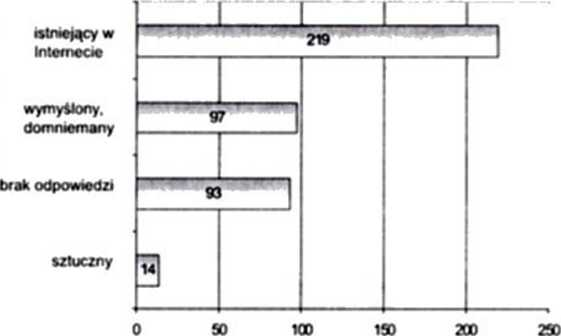 istniejący w
Internecie
219
wymyślony,
domniemany
97
brak odpowiedzi
93
sztuczny
14
0 50 100 150 200 250